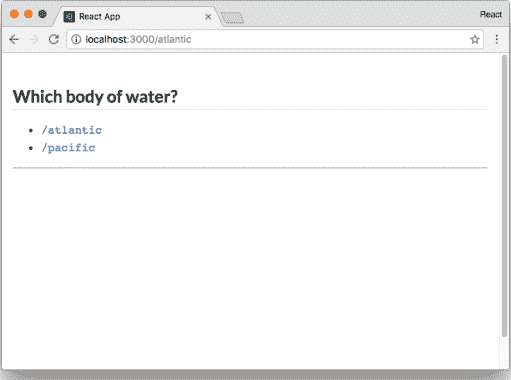 React App
React
localhost:3000/atlantic
Which body of water?
/atlantic
/pacific